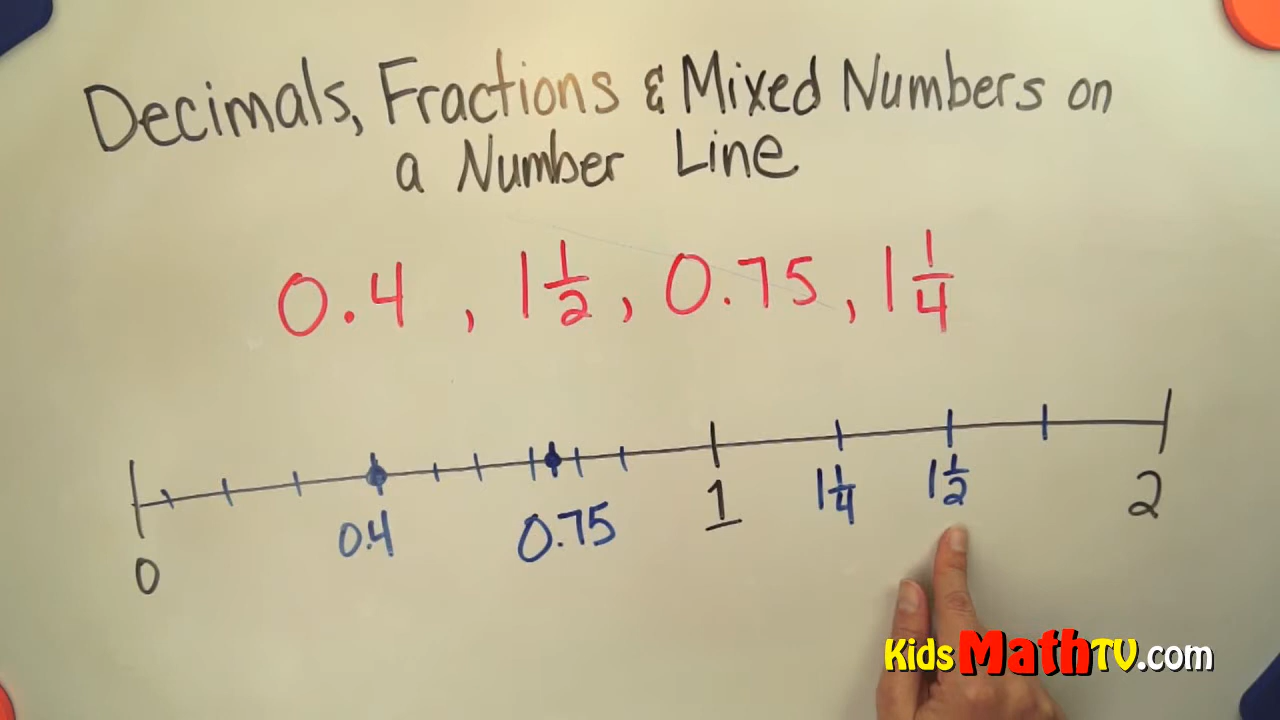 Decimals, Fractions & Mixed Numbers on
a Number Line
0.4 , 1 1/2 , 0.75 , 1 1/4
0 0.4 0.75 1 1 1/4 1 1/2 2
KidsMathTV.com